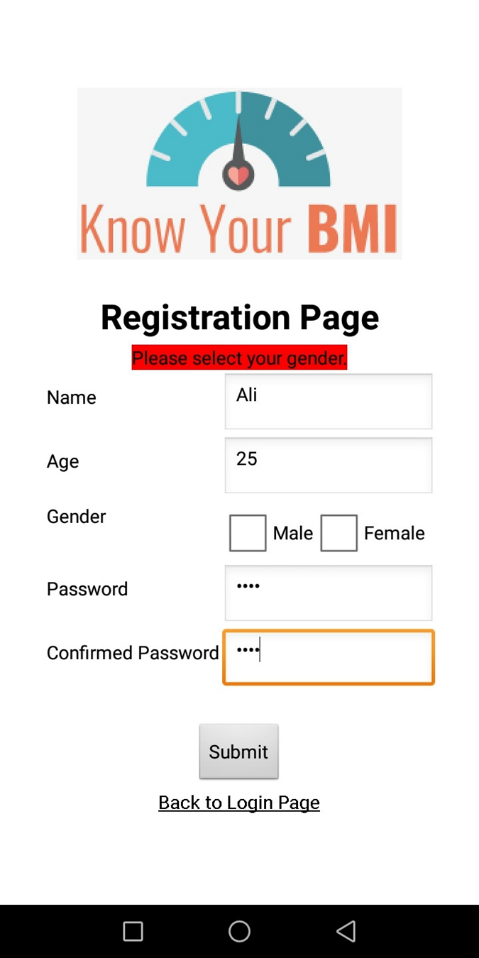 Know Your BMI
Registration Page
Please select your gender.
Name Ali
Age 25
Gender Male Female
Password ••••
Confirmed Password ••••
Submit
Back to Login Page